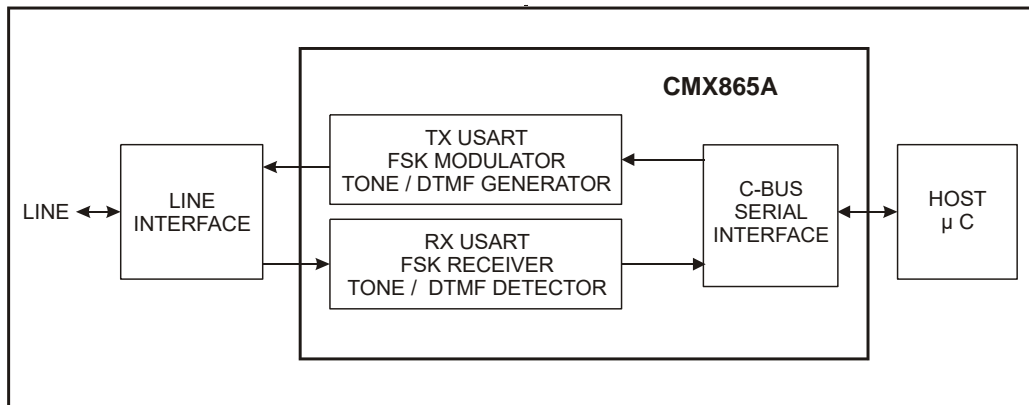 CMX865A
TX USART
FSK MODULATOR
TONE / DTMF GENERATOR
LINE
LINE
INTERFACE
C-BUS
SERIAL
INTERFACE
HOST
µ C
RX USART
FSK RECEIVER
TONE / DTMF DETECTOR